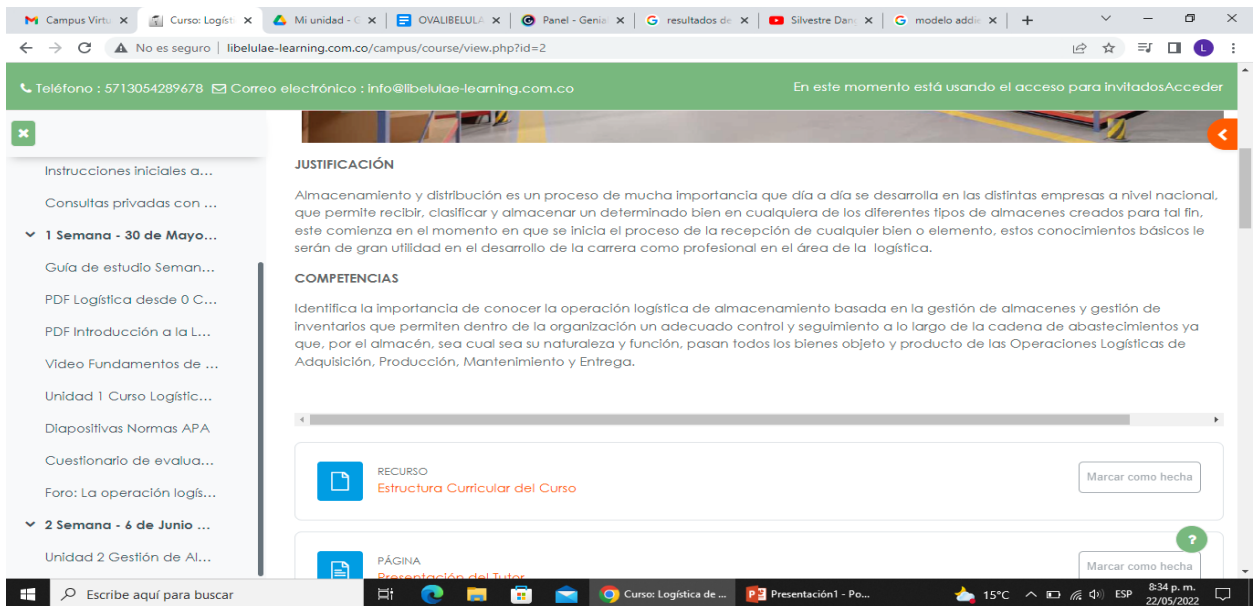 Campus Virtu
Curso: Logísti
Mi unidad - G
OVALIBELULA
Panel - Genial
resultados de
Silvestre Dang
modelo addie
No es seguro | libelulae-learning.com.co/campus/course/view.php?id=2
L
Teléfono : 5713054289678 Correo electrónico : info@libelulae-learning.com.co
En este momento está usando el acceso para invitadosAcceder
Instrucciones iniciales a...
Consultas privadas con ...
1 Semana - 30 de Mayo...
Guía de estudio Seman...
PDF Logística desde 0 C...
PDF Introducción a la L...
Video Fundamentos de ...
Unidad 1 Curso Logístic...
Diapositivas Normas APA
Cuestionario de evalua...
Foro: La operación logís...
2 Semana - 6 de Junio ...
Unidad 2 Gestión de Al...
JUSTIFICACIÓN
Almacenamiento y distribución es un proceso de mucha importancia que día a día se desarrolla en las distintas empresas a nivel nacional,
que permite recibir, clasificar y almacenar un determinado bien en cualquiera de los diferentes tipos de almacenes creados para tal fin,
este comienza en el momento en que se inicia el proceso de la recepción de cualquier bien o elemento, estos conocimientos básicos le
serán de gran utilidad en el desarrollo de la carrera como profesional en el área de la logística.
COMPETENCIAS
Identifica la importancia de conocer la operación logística de almacenamiento basada en la gestión de almacenes y gestión de
inventarios que permiten dentro de la organización un adecuado control y seguimiento a lo largo de la cadena de abastecimientos ya
que, por el almacén, sea cual sea su naturaleza y función, pasan todos los bienes objeto y producto de las Operaciones Logísticas de
Adquisición, Producción, Mantenimiento y Entrega.
RECURSO
Estructura Curricular del Curso
Marcar como hecha
?
PÁGINA
Presentación del Tutor
Marcar como hecha
Escribe aquí para buscar
Curso: Logística de ...
Presentación1 - Po...
15°C
ESP
8:34 p. m.
22/05/2022